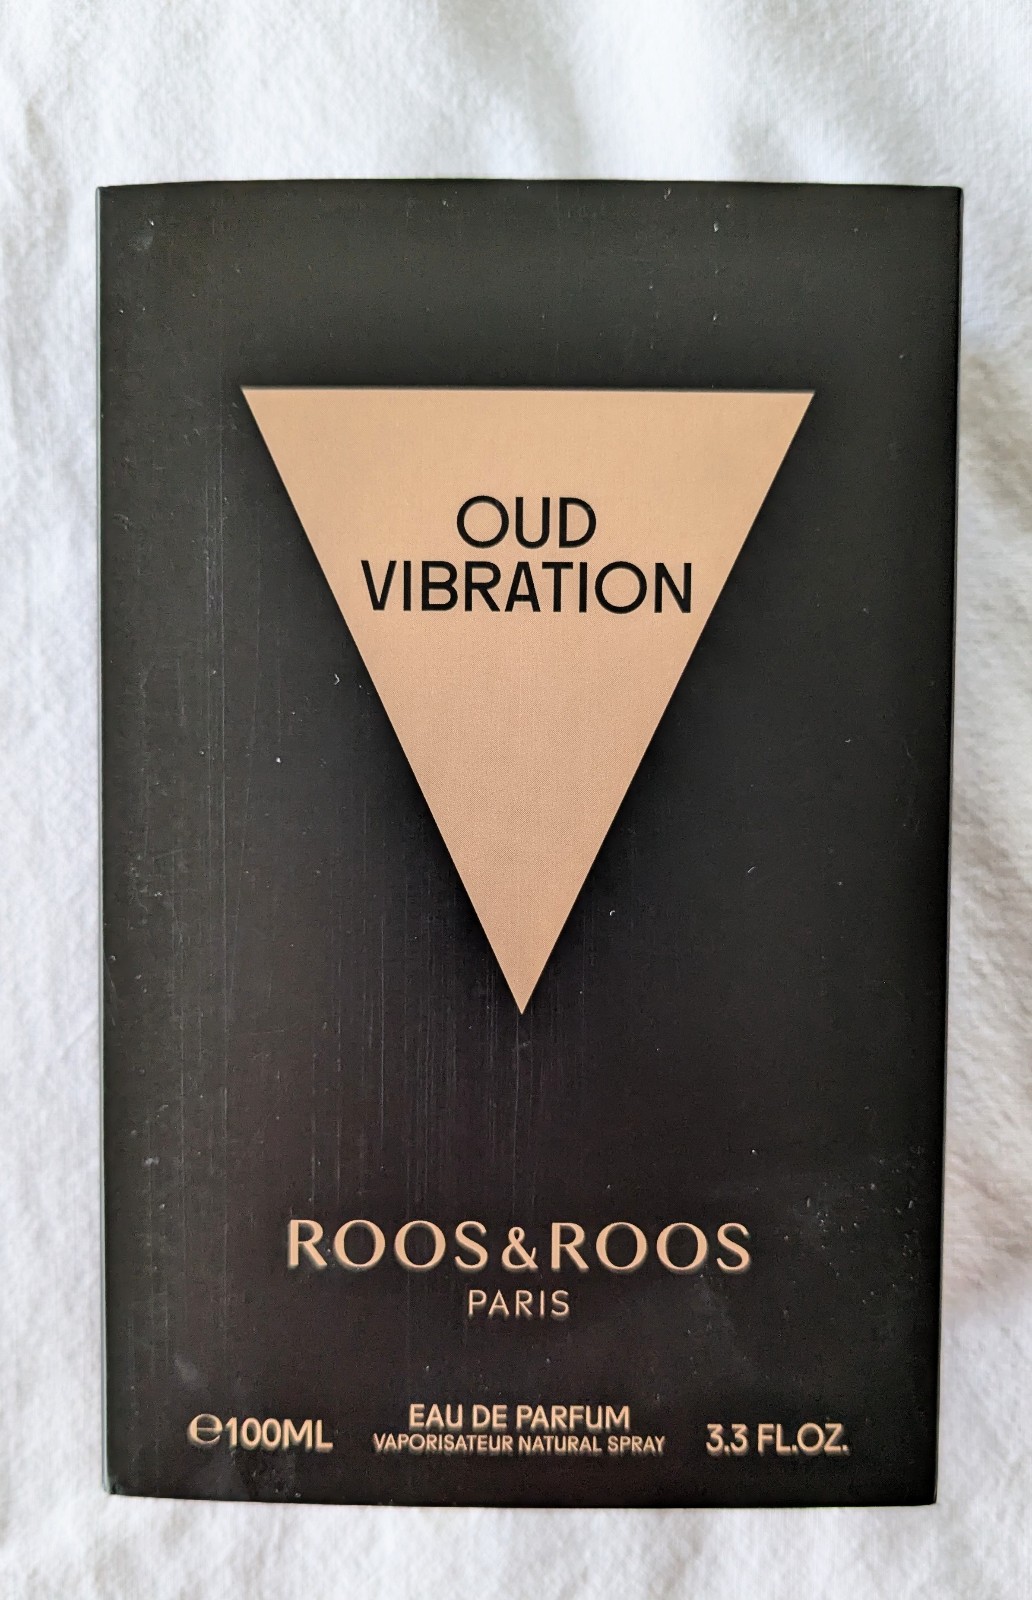 OUD
VIBRATION
ROOS&ROOS
PARIS
℮100ML
EAU DE PARFUM
VAPORISATEUR NATURAL SPRAY
3.3 FL.OZ.